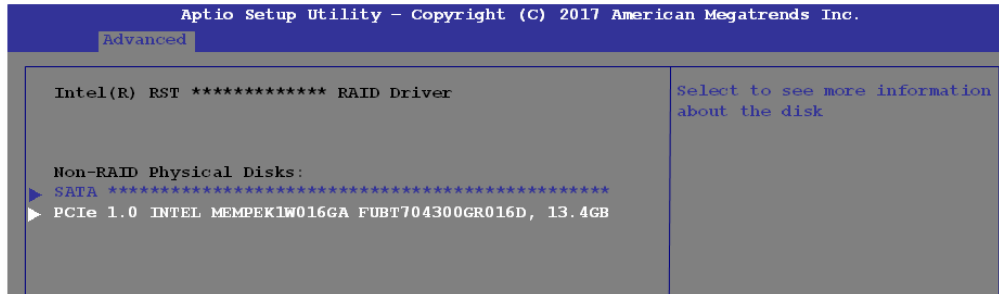 Aptio Setup Utility – Copyright (C) 2017 American Megatrends Inc.
Advanced
Intel(R) RST ************* RAID Driver
Select to see more information
about the disk
Non-RAID Physical Disks:
SATA ************************************************
PCIe 1.0 INTEL MEMPEK1W016GA FUBT704300GR016D, 13.4GB